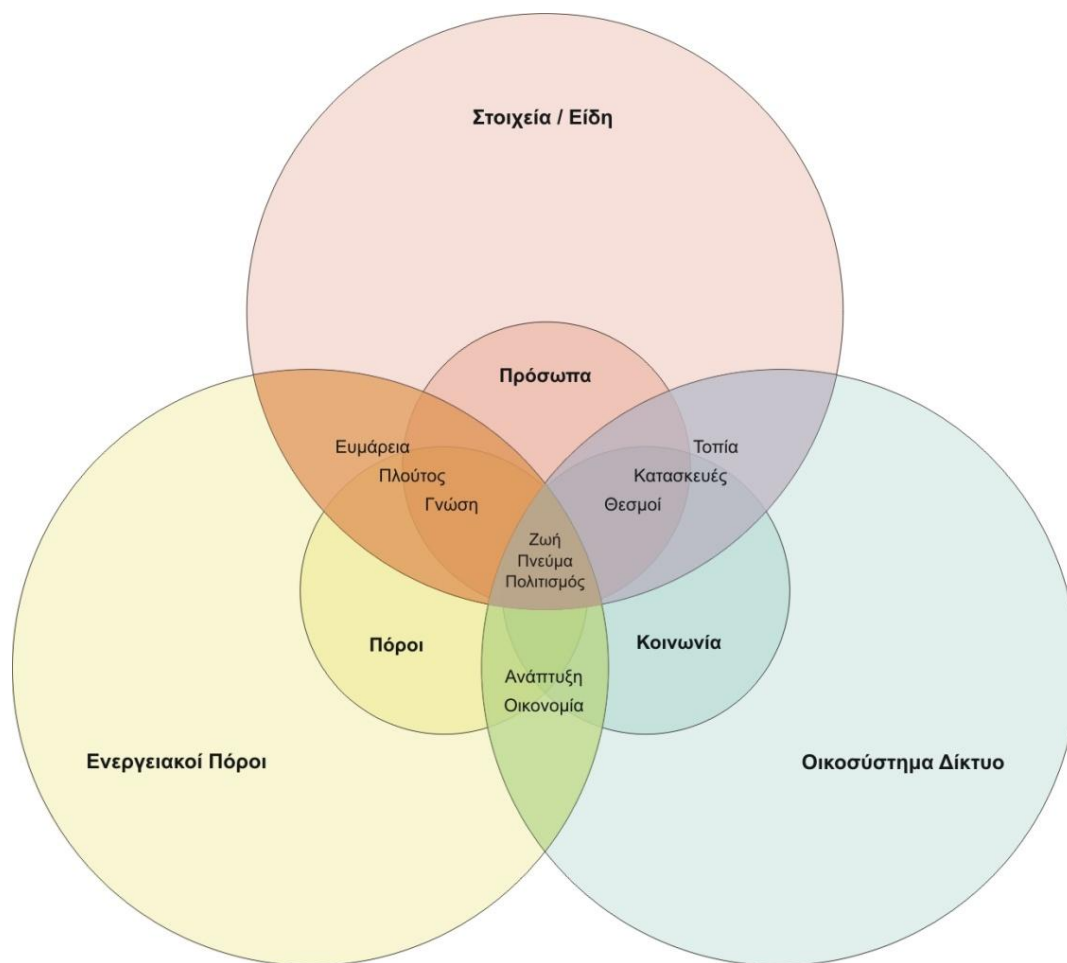 Στοιχεία / Είδη
Πρόσωπα
Ευμάρεια
Πλούτος
Γνώση
Τοπία
Κατασκευές
Θεσμοί
Ζωή
Πνεύμα
Πολιτισμός
Πόροι
Κοινωνία
Ανάπτυξη
Οικονομία
Ενεργειακοί Πόροι
Οικοσύστημα Δίκτυο